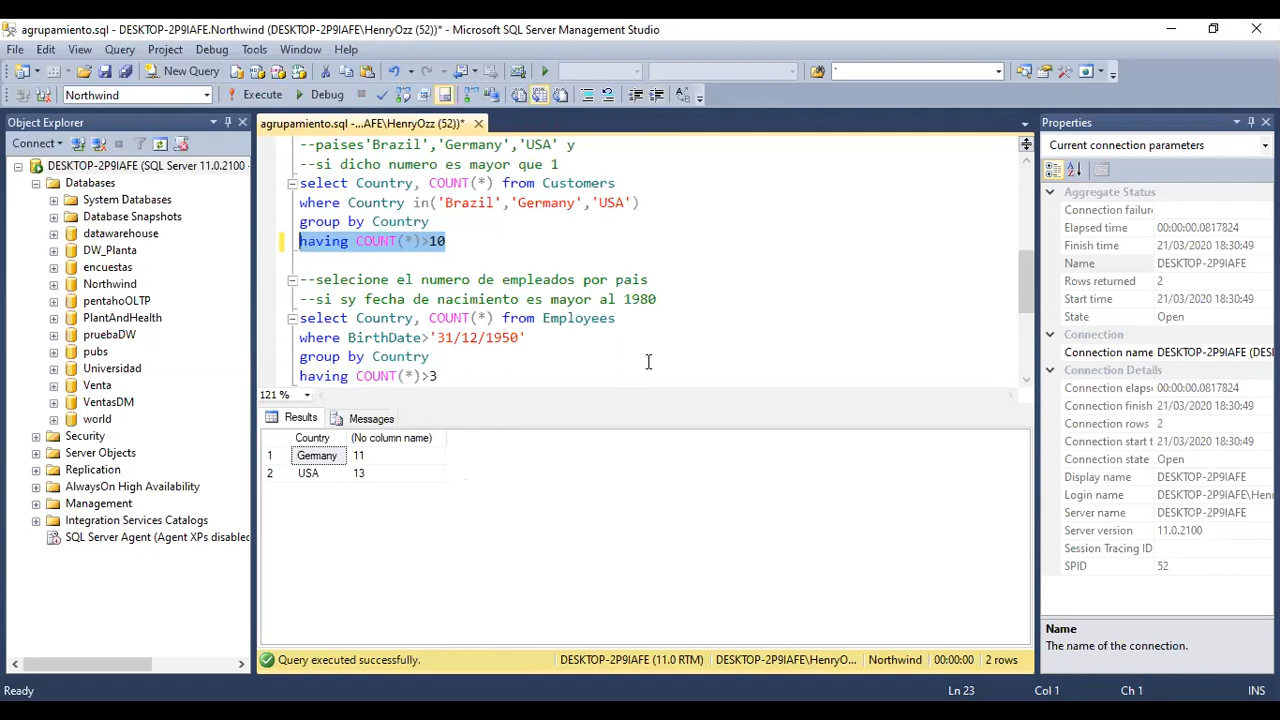 agrupamiento.sql - DESKTOP-2P9IAFE.Northwind (DESKTOP-2P9IAFE\HenryOzz (52))* - Microsoft SQL Server Management Studio
File Edit View Query Project Debug Tools Window Help
New Query
Northwind Execute Debug
Object Explorer
Connect
DESKTOP-2P9IAFE (SQL Server 11.0.2100
Databases
System Databases
Database Snapshots
datawarehouse
DW_Planta
encuestas
Northwind
pentahoOLTP
PlantAndHealth
pruebaDW
pubs
Universidad
Venta
VentasDM
world
Security
Server Objects
Replication
AlwaysOn High Availability
Management
Integration Services Catalogs
SQL Server Agent (Agent XPs disabled
agrupamiento.sql -...AFE\HenryOzz (52))*
--paises'Brazil','Germany','USA' y
--si dicho numero es mayor que 1
select Country, COUNT(*) from Customers
where Country in('Brazil','Germany','USA')
group by Country
having COUNT(*)>10
--selecione el numero de empleados por pais
--si sy fecha de nacimiento es mayor al 1980
select Country, COUNT(*) from Employees
where BirthDate>'31/12/1950'
group by Country
having COUNT(*)>3
121 %
Results Messages
Country (No column name)
1 Germany 11
2 USA 13
Query executed successfully.
DESKTOP-2P9IAFE (11.0 RTM) DESKTOP-2P9IAFE\HenryO... Northwind 00:00:00 2 rows
Properties
Current connection parameters
Aggregate Status
Connection failure
Elapsed time 00:00:00.0817824
Finish time 21/03/2020 18:30:49
Name DESKTOP-2P9IAFE
Rows returned 2
Start time 21/03/2020 18:30:49
State Open
Connection
Connection name DESKTOP-2P9IAFE (DES
Connection Details
Connection elaps 00:00:00.0817824
Connection finish 21/03/2020 18:30:49
Connection rows 2
Connection start t 21/03/2020 18:30:49
Connection state Open
Display name DESKTOP-2P9IAFE
Login name DESKTOP-2P9IAFE\Hen
Server name DESKTOP-2P9IAFE
Server version 11.0.2100
Session Tracing ID
SPID 52
Name
The name of the connection.
Ready Ln 23 Col 1 Ch 1 INS